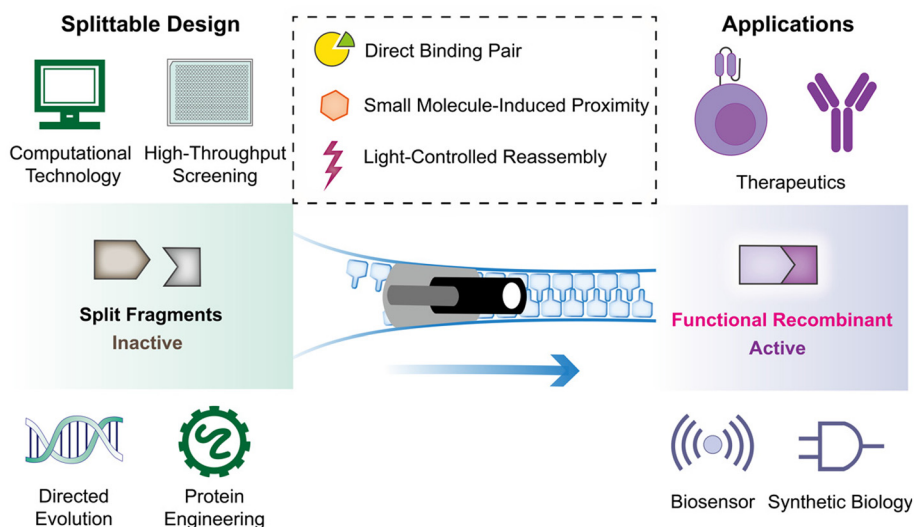 Splittable Design
Computational
Technology
High-Throughput
Screening
Split Fragments
Inactive
Directed
Evolution
Protein
Engineering
Direct Binding Pair
Small Molecule-Induced Proximity
Light-Controlled Reassembly
Applications
Therapeutics
Functional Recombinant
Active
Biosensor
Synthetic Biology